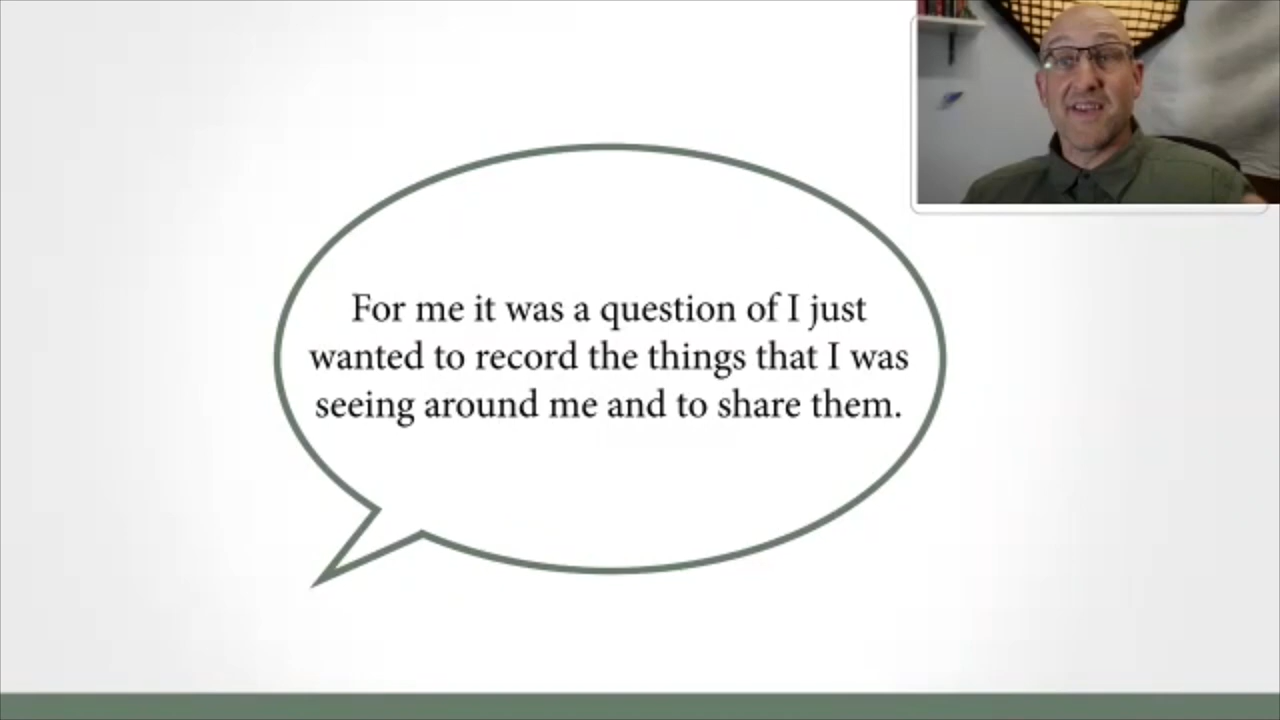 For me it was a question of I just
wanted to record the things that I was
seeing around me and to share them.